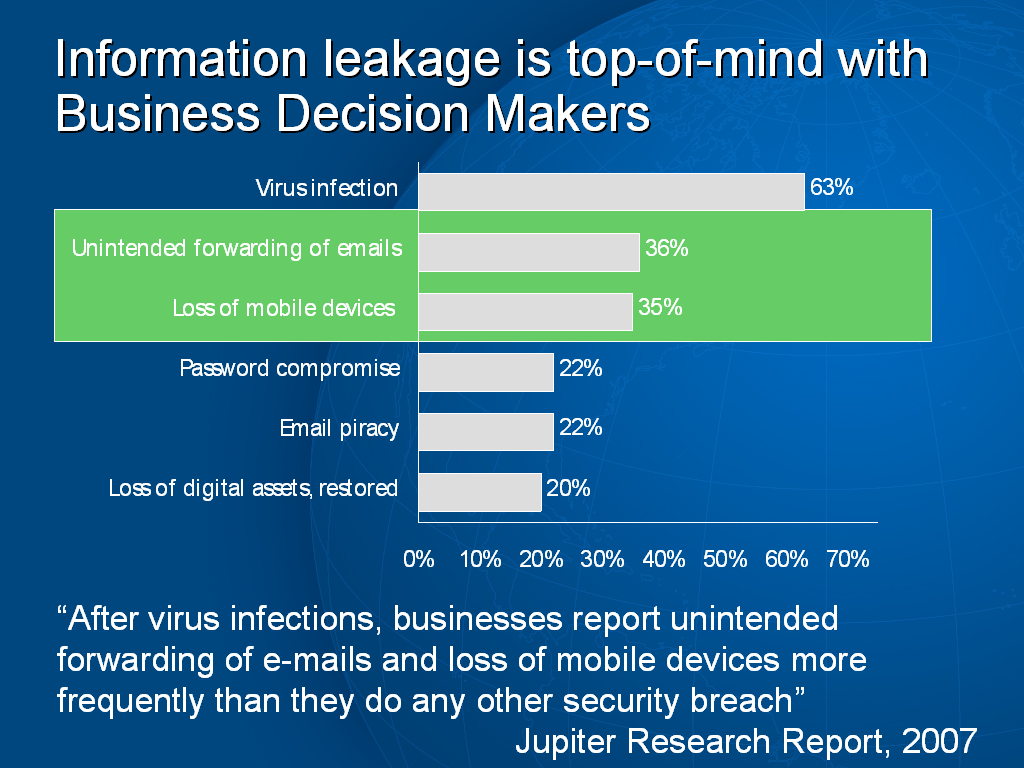 Information leakage is top-of-mind with
Business Decision Makers
Virus infection
63%
Unintended forwarding of emails
36%
Loss of mobile devices
35%
Password compromise
22%
Email piracy
22%
Loss of digital assets, restored
20%
0% 10% 20% 30% 40% 50% 60% 70%
“After virus infections, businesses report unintended
forwarding of e-mails and loss of mobile devices more
frequently than they do any other security breach”
Jupiter Research Report, 2007